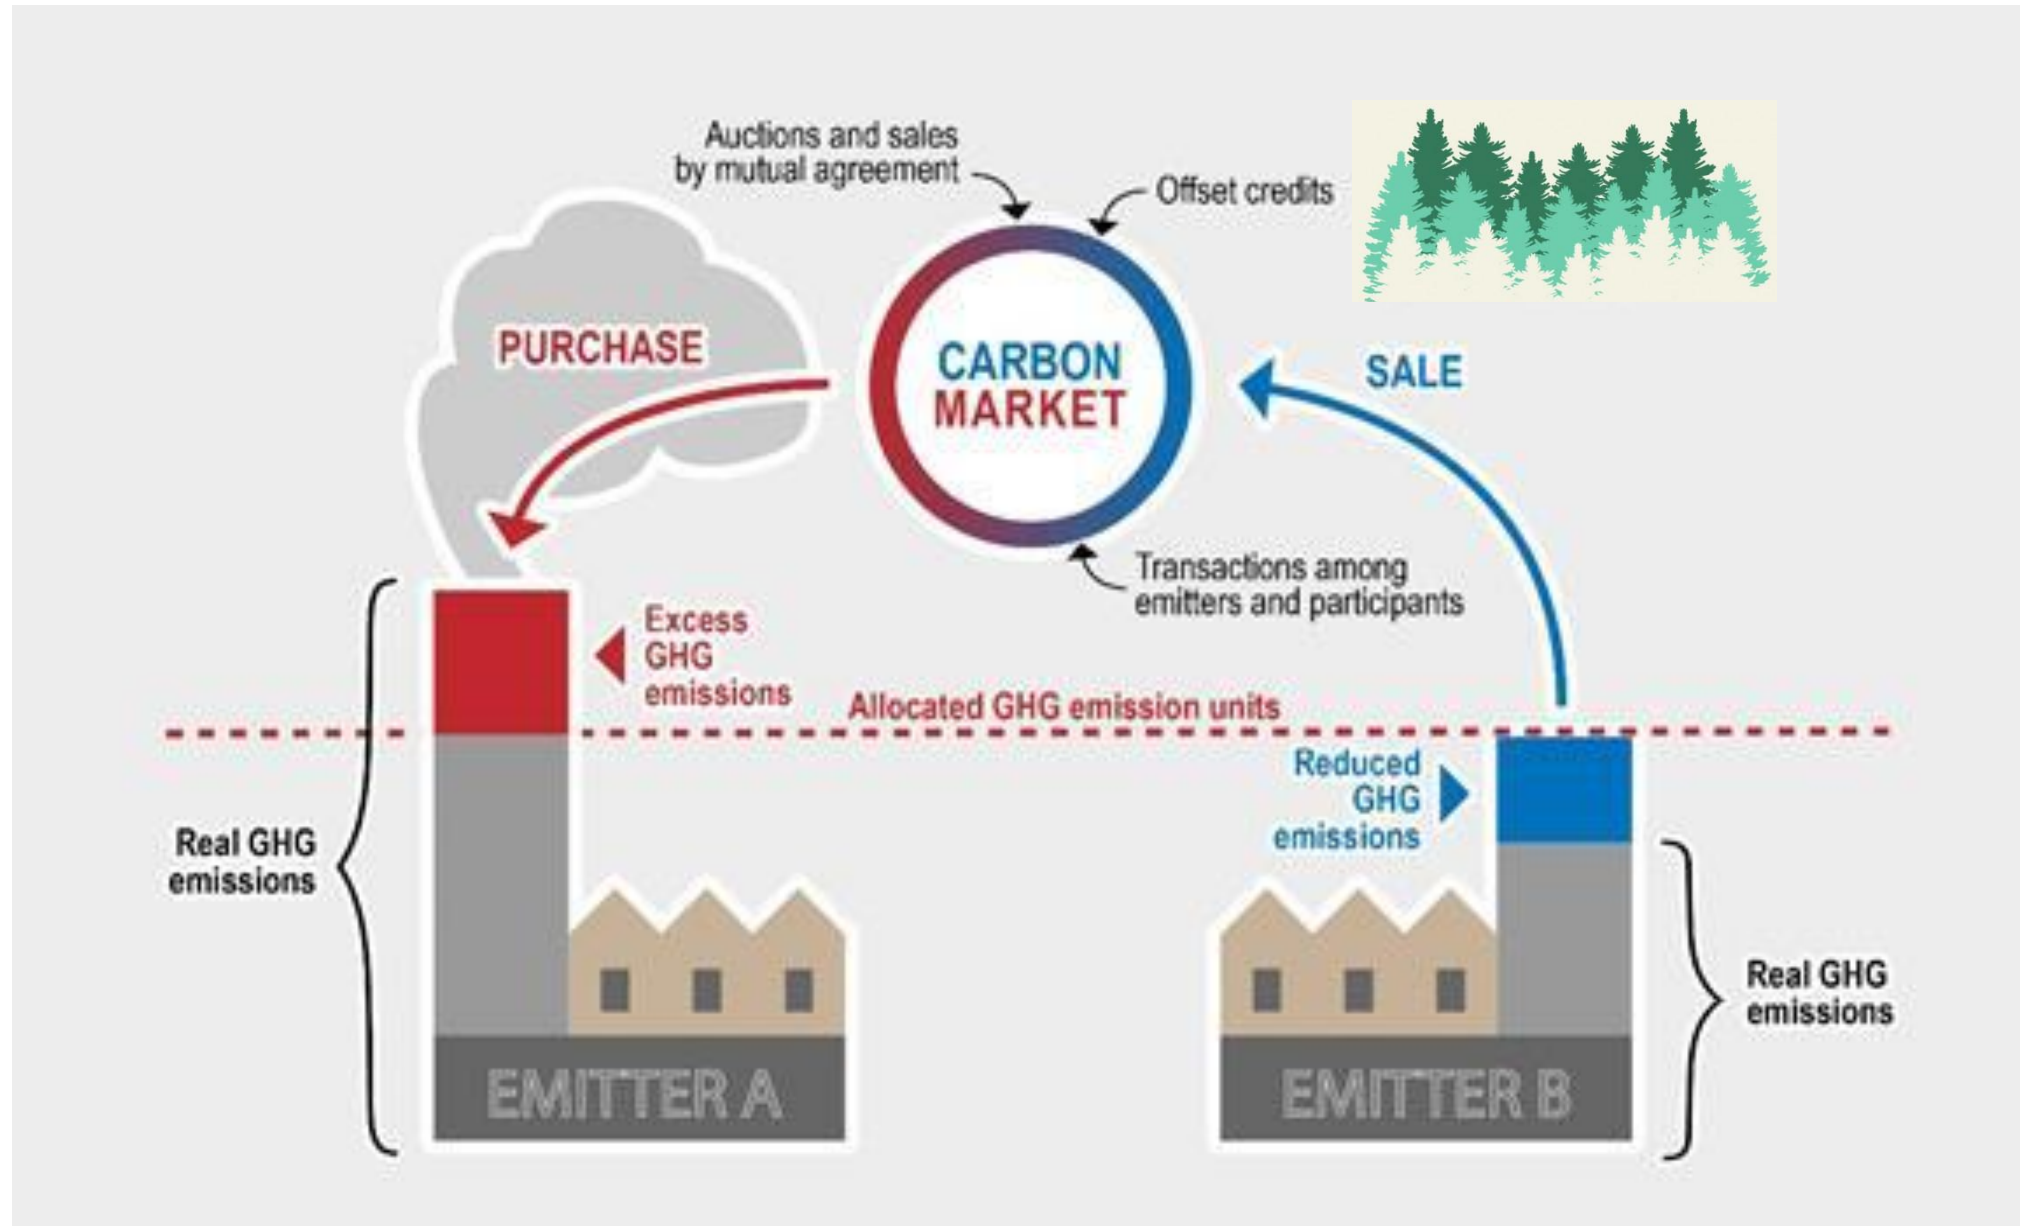 Auctions and sales
by mutual agreement
Offset credits
PURCHASE
CARBON
MARKET
SALE
Transactions among
emitters and participants
Excess
GHG
emissions
Allocated GHG emission units
Reduced
GHG
emissions
Real GHG
emissions
Real GHG
emissions
EMITTER A
EMITTER B